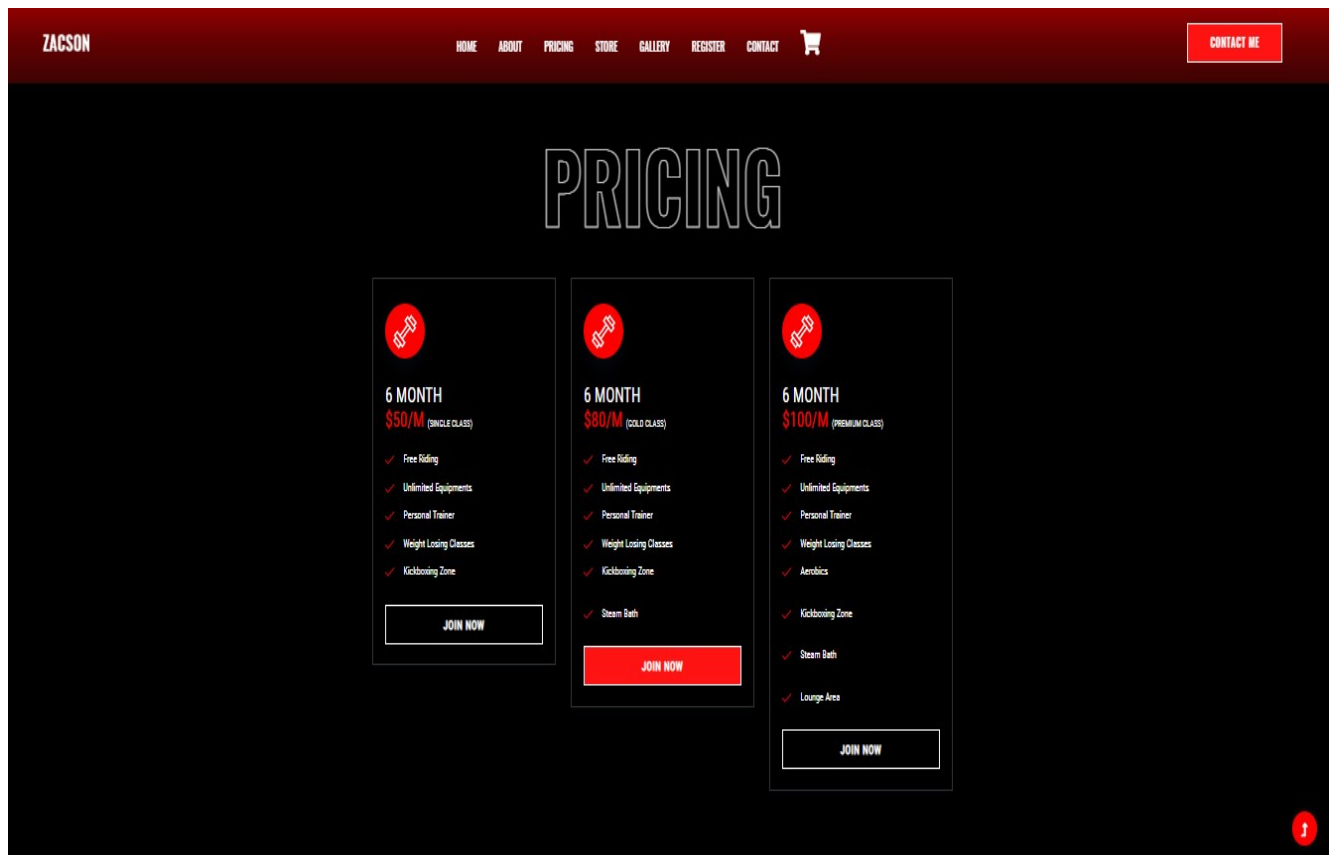 ZACSON
HOME ABOUT PRICING STORE GALLERY REGISTER CONTACT
CONTACT ME
PRICING
6 MONTH
$50/M (SINGLE CLASS)
Free Riding
Unlimited Equipments
Personal Trainer
Weight Losing Classes
Kickboxing Zone
JOIN NOW
6 MONTH
$80/M (GOLD CLASS)
Free Riding
Unlimited Equipments
Personal Trainer
Weight Losing Classes
Kickboxing Zone
Steam Bath
JOIN NOW
6 MONTH
$100/M (PREMIUM CLASS)
Free Riding
Unlimited Equipments
Personal Trainer
Weight Losing Classes
Aerobics
Kickboxing Zone
Steam Bath
Lounge Area
JOIN NOW